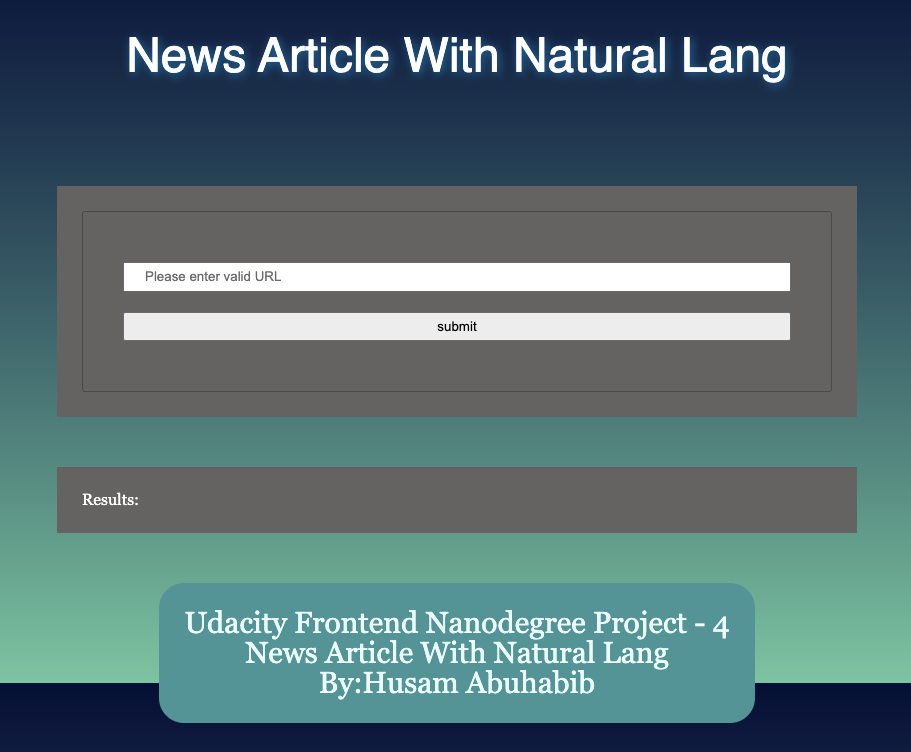 News Article With Natural Lang
Please enter valid URL
submit
Results:
Udacity Frontend Nanodegree Project - 4
News Article With Natural Lang
By:Husam Abuhabib